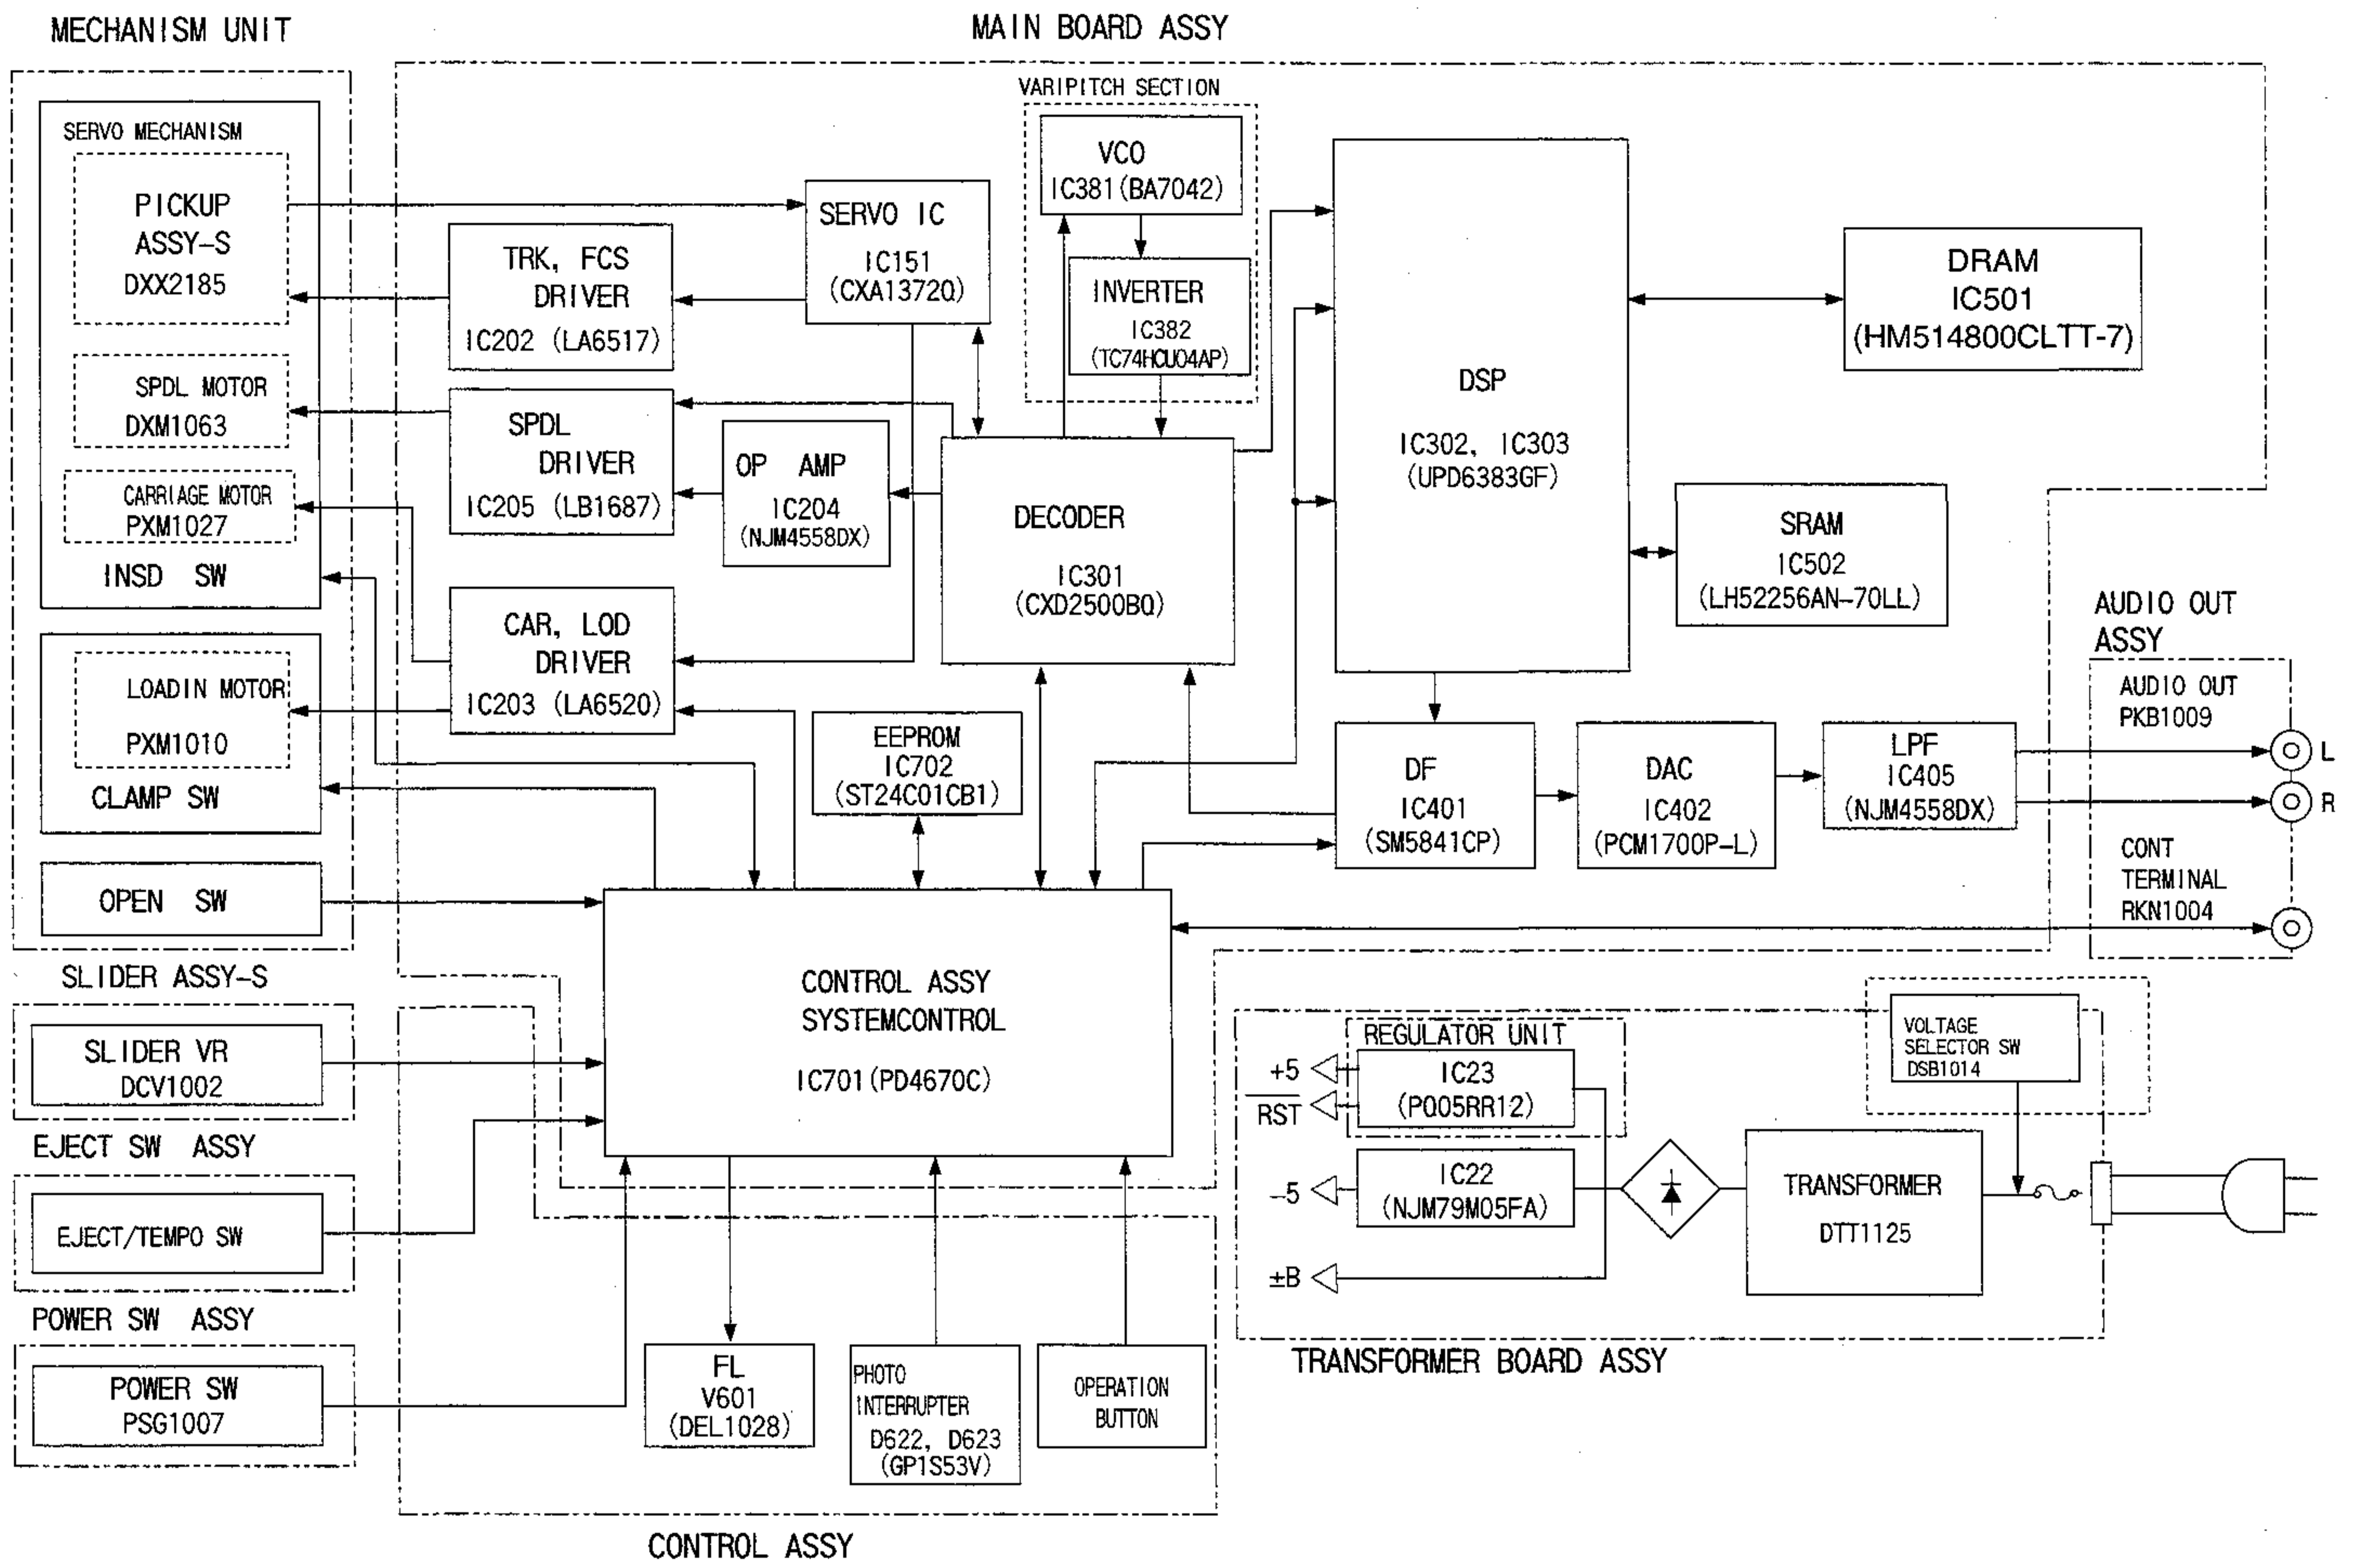 MECHANISM UNIT
MAIN BOARD ASSY
VARIPITCH SECTION
SERVO MECHANISM
PICKUP
ASSY-S
DXX2185
SPDL MOTOR
DXM1063
CARRIAGE MOTOR
PXM1027
INSD SW
LOADIN MOTOR
PXM1010
CLAMP SW
OPEN SW
TRK, FCS
DRIVER
IC202 (LA6517)
SPDL
DRIVER
IC205 (LB1687)
CAR, LOD
DRIVER
IC203 (LA6520)
SERVO IC
IC151
(CXA1372Q)
OP AMP
IC204
(NJM4558DX)
VCO
IC381 (BA7042)
INVERTER
IC382
(TC74HCU04AP)
DECODER
IC301
(CXD2500BQ)
EEPROM
IC702
(ST24C01CB1)
DSP
IC302, IC303
(UPD6383GF)
DRAM
IC501
(HM514800CLTT-7)
SRAM
IC502
(LH52256AN-70LL)
DF
IC401
(SM5841CP)
DAC
IC402
(PCM1700P-L)
LPF
IC405
(NJM4558DX)
AUDIO OUT
ASSY
AUDIO OUT
PKB1009
L
R
CONT
TERMINAL
RKN1004
SLIDER ASSY-S
SLIDER VR
DCV1002
EJECT SW ASSY
EJECT/TEMPO SW
POWER SW ASSY
POWER SW
PSG1007
CONTROL ASSY
SYSTEMCONTROL
IC701 (PD4670C)
FL
V601
(DEL1028)
PHOTO
INTERRUPTER
D622, D623
(GP1S53V)
OPERATION
BUTTON
CONTROL ASSY
REGULATOR UNIT
+5
RST
IC23
(PQ05RR12)
-5
IC22
(NJM79M05FA)
±B
VOLTAGE
SELECTOR SW
DSB1014
TRANSFORMER
DTT1125
TRANSFORMER BOARD ASSY